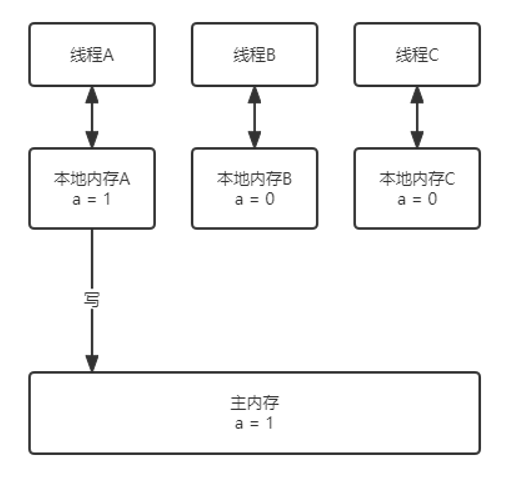 线程A
线程B
线程C
本地内存A
a = 1
本地内存B
a = 0
本地内存C
a = 0
写
主内存
a = 1